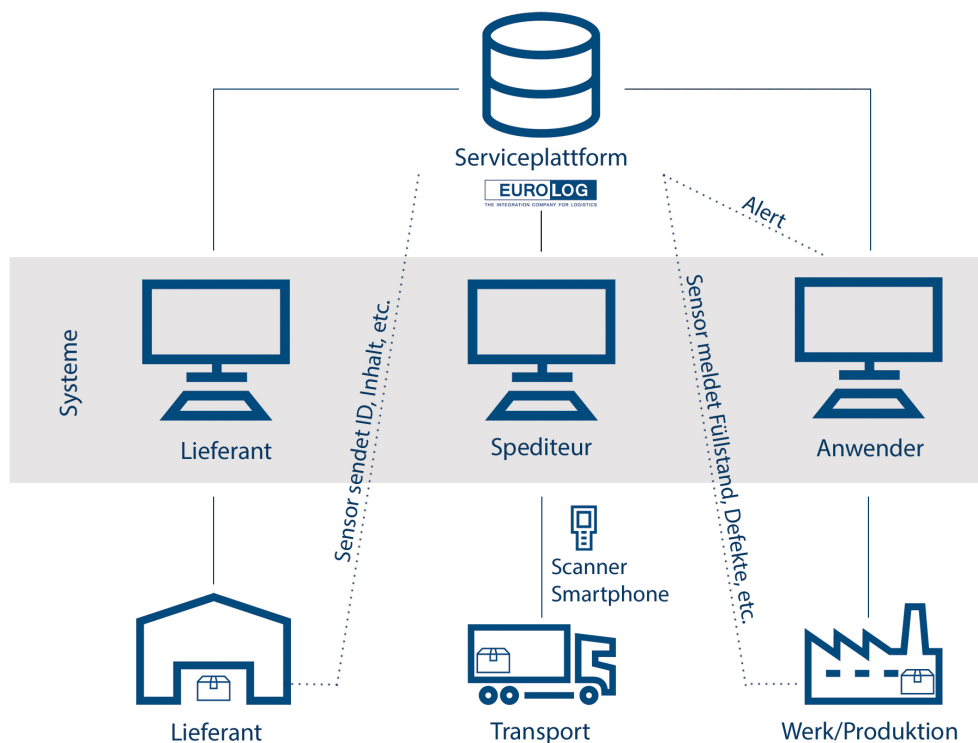 Serviceplattform
EUROLOG
THE INTEGRATION COMPANY FOR LOGISTICS
Alert
Systeme
Sensor sendet ID, Inhalt, etc.
Sensor meldet Füllstand, Defekte, etc.
Lieferant
Spediteur
Anwender
Scanner
Smartphone
Lieferant
Transport
Werk/Produktion